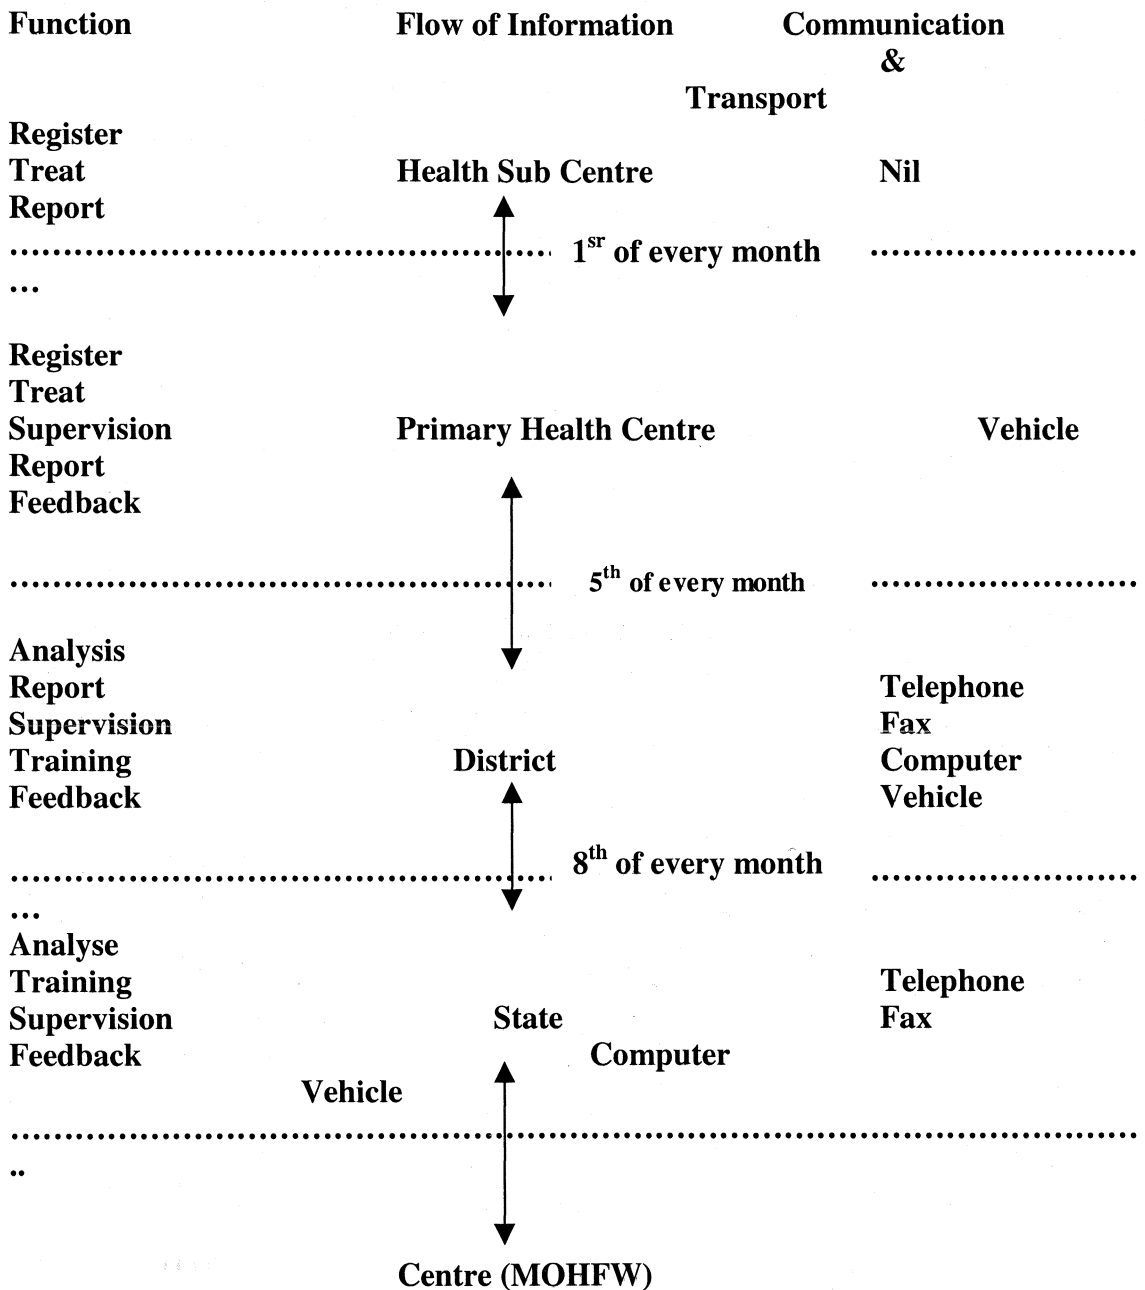 Function Flow of Information Communication
&
Transport
Register
Treat Health Sub Centre Nil
Report
.................................................. 1sr of every month .........................
...
Register
Treat
Supervision Primary Health Centre Vehicle
Report
Feedback
.................................................. 5th of every month .........................
Analysis
Report Telephone
Supervision Fax
Training District Computer
Feedback Vehicle
.................................................. 8th of every month .........................
...
Analyse
Training Telephone
Supervision State Fax
Feedback Computer
Vehicle
........................................................................................................
..
Centre (MOHFW)